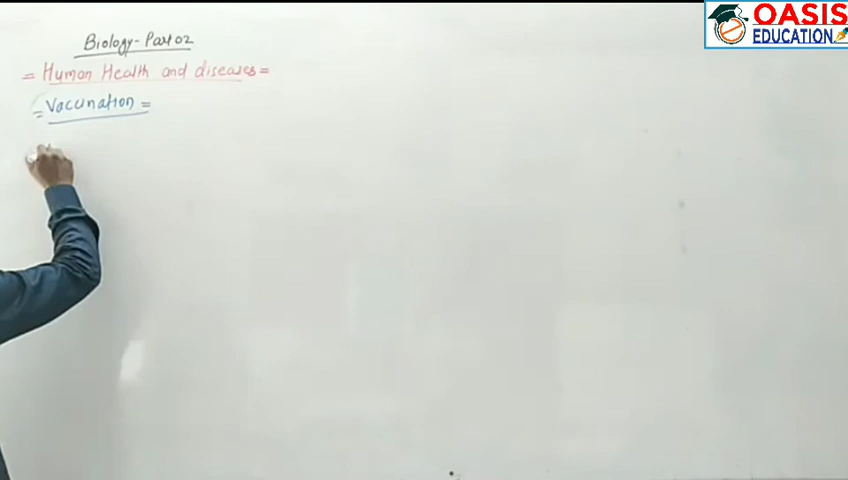 OASIS
EDUCATION
Biology-Part 02
= Human Health and diseases =
= Vaccination =